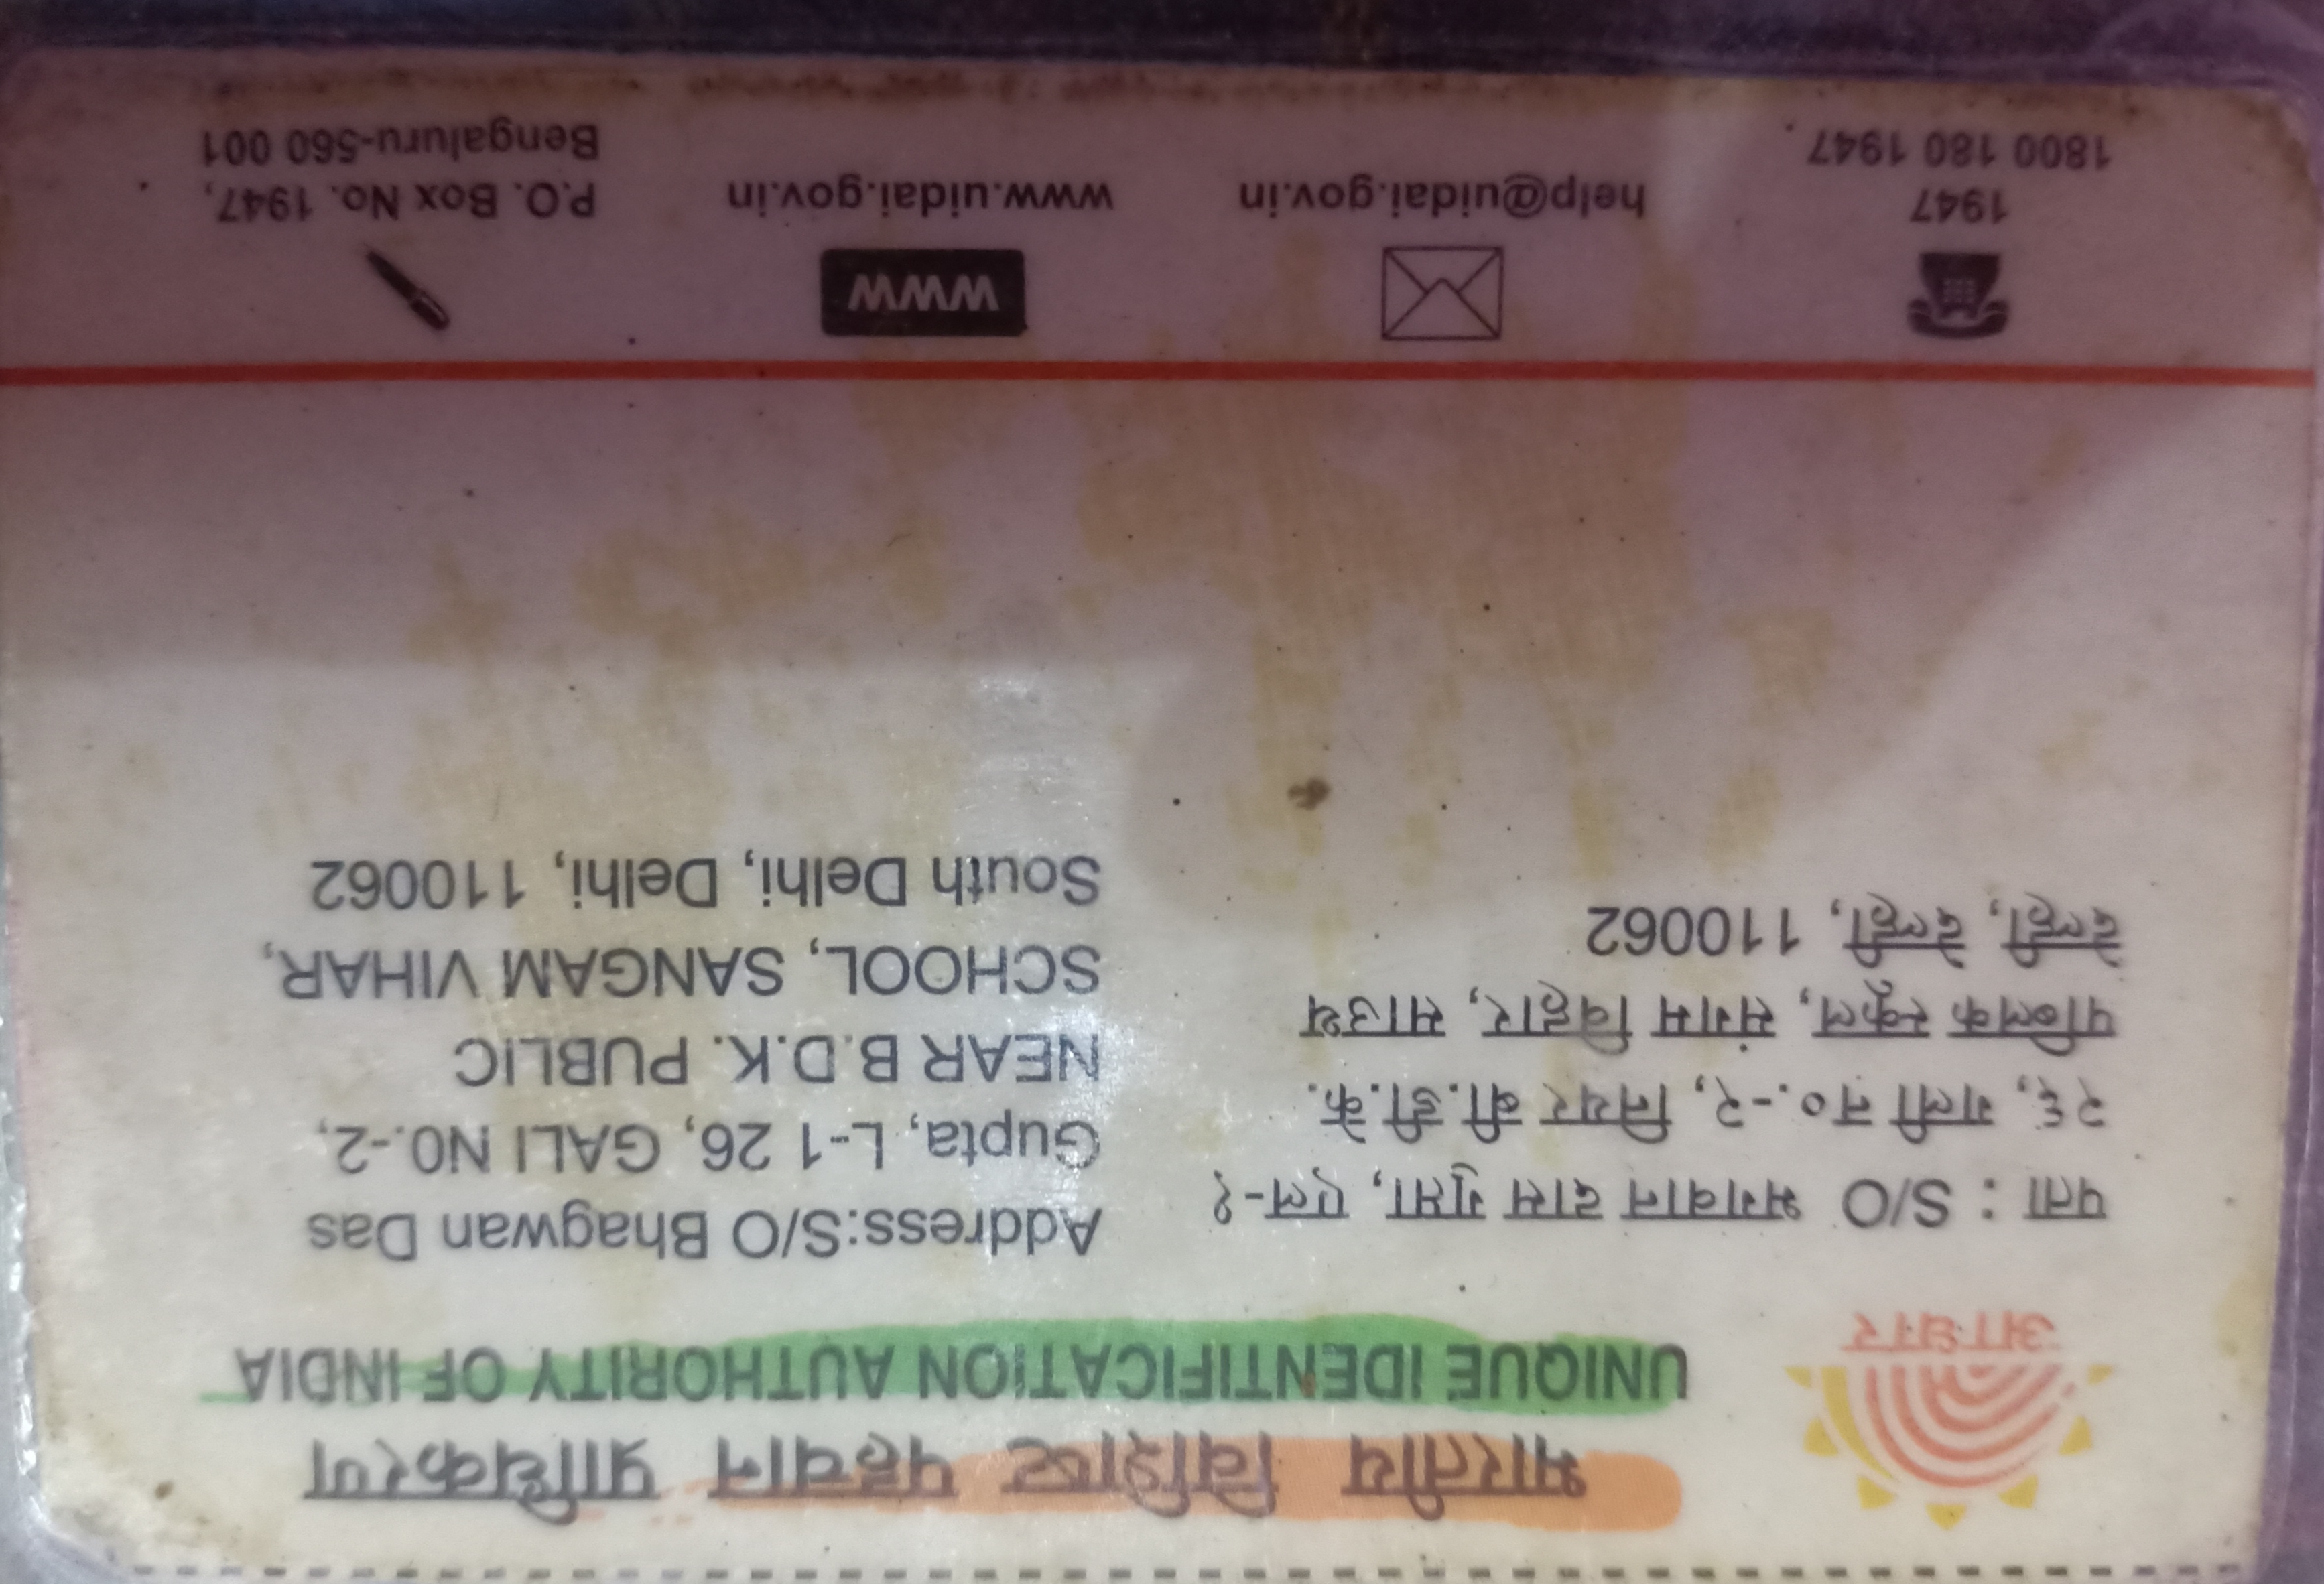 भारतीय विशिष्ट पहचान प्राधिकरण
UNIQUE IDENTIFICATION AUTHORITY OF INDIA
आधार
पता : S/O भगवान दास गुप्ता, एल-१
२६, गली न०.-२, नियर बी.डी.के.
पब्लिक स्कूल, संगम विहार, साउथ
देल्ही, देल्ही, 110062
Address:S/O Bhagwan Das
Gupta, L-1 26, GALI N0.-2,
NEAR B.D.K. PUBLIC
SCHOOL, SANGAM VIHAR,
South Delhi, Delhi, 110062
1947
1800 180 1947
help@uidai.gov.in
WWW
www.uidai.gov.in
P.O. Box No. 1947,
Bengaluru-560 001